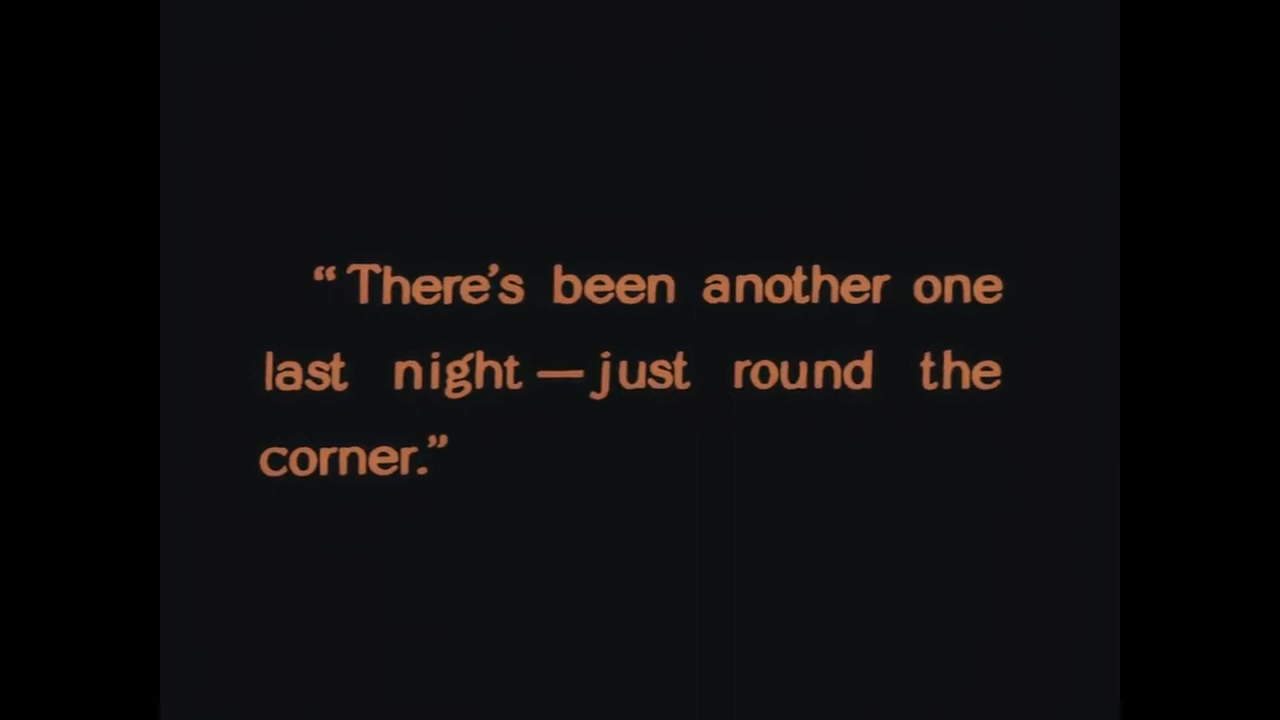 “There’s been another one
last night — just round the
corner.”